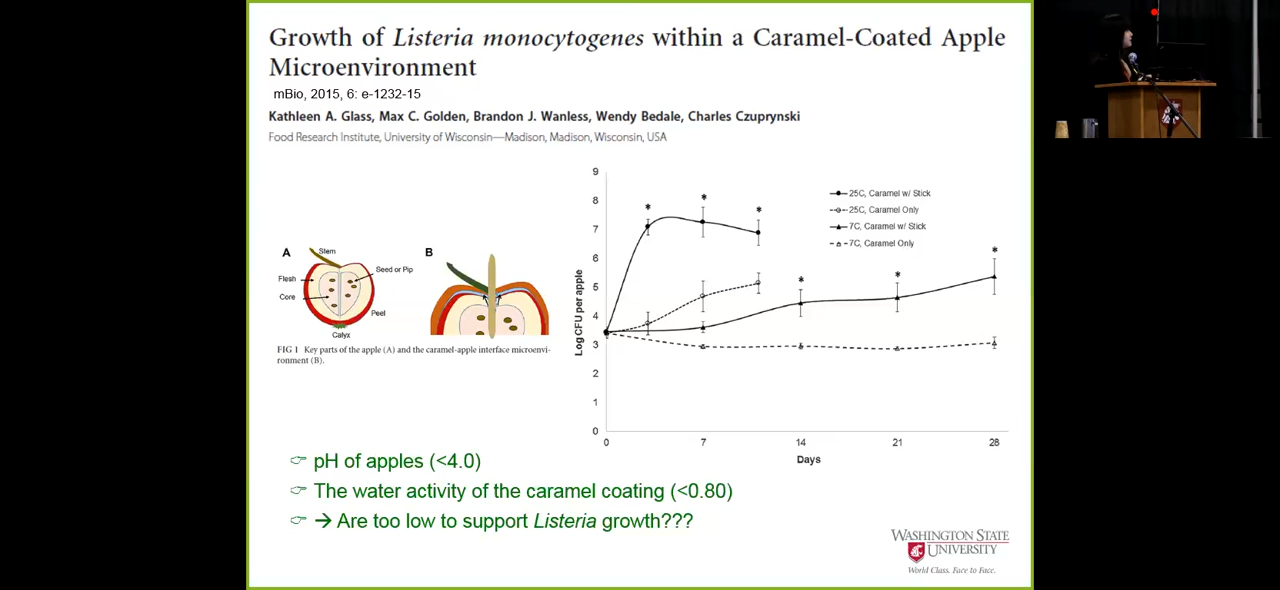 Growth of Listeria monocytogenes within a Caramel-Coated Apple
Microenvironment
mBio, 2015, 6: e-1232-15
Kathleen A. Glass, Max C. Golden, Brandon J. Wanless, Wendy Bedale, Charles Czuprynski
Food Research Institute, University of Wisconsin—Madison, Madison, Wisconsin, USA
A
Stem
Flesh
Seed or Pip
Core
Peel
Calyx
B
FIG 1 Key parts of the apple (A) and the caramel-apple interface microenvi-
ronment (B).
Log CFU per apple
9
8
7
6
5
4
3
2
1
0
0
7
14
21
28
Days
*
*
*
*
*
*
25C, Caramel w/ Stick
25C, Caramel Only
7C, Caramel w/ Stick
7C, Caramel Only
pH of apples (<4.0)
The water activity of the caramel coating (<0.80)
→ Are too low to support Listeria growth???
WASHINGTON STATE
UNIVERSITY
World Class. Face to Face.